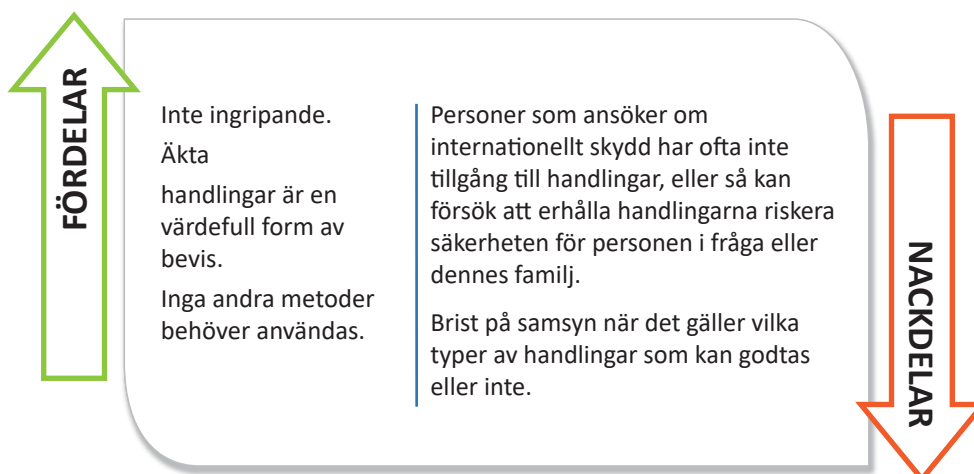 FÖRDELAR
Inte ingripande.
Äkta
handlingar är en
värdefull form av
bevis.
Inga andra metoder
behöver användas.
Personer som ansöker om
internationellt skydd har ofta inte
tillgång till handlingar, eller så kan
försök att erhålla handlingarna riskera
säkerheten för personen i fråga eller
dennes familj.
Brist på samsyn när det gäller vilka
typer av handlingar som kan godtas
eller inte.
NACKDELAR